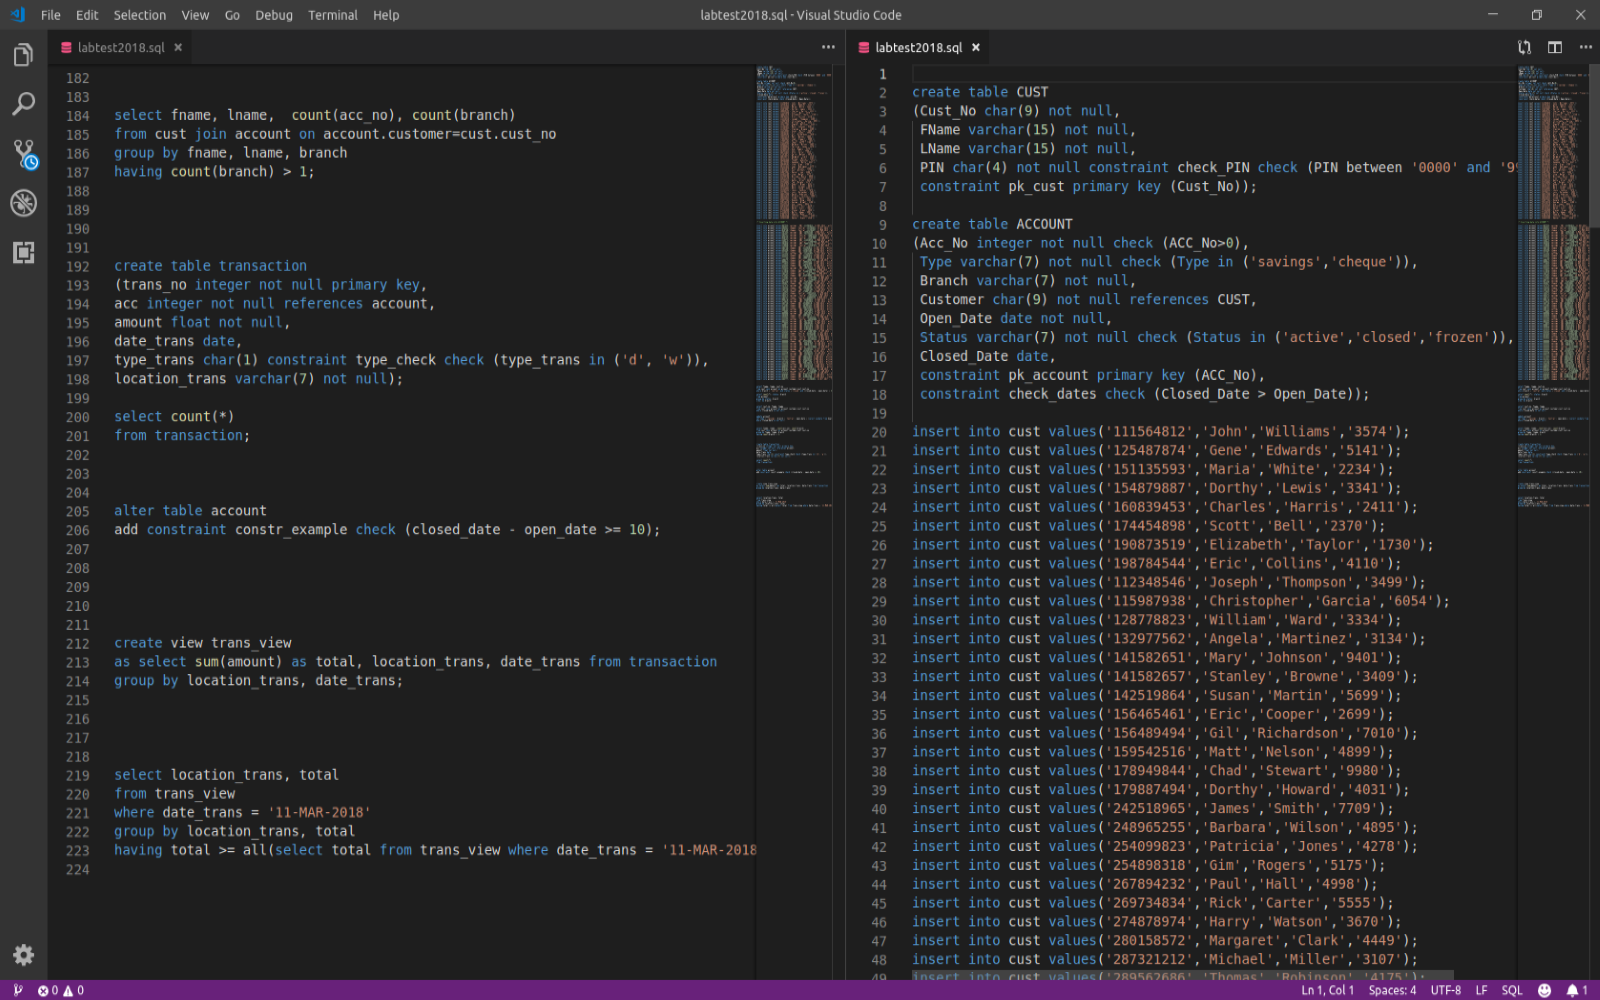 File Edit Selection View Go Debug Terminal Help
labtest2018.sql - Visual Studio Code
labtest2018.sql
182
183
184 select fname, lname,  count(acc_no), count(branch)
185 from cust join account on account.customer=cust.cust_no
186 group by fname, lname, branch
187 having count(branch) > 1;
188
189
190
191
192 create table transaction
193 (trans_no integer not null primary key,
194 acc integer not null references account,
195 amount float not null,
196 date_trans date,
197 type_trans char(1) constraint type_check check (type_trans in ('d', 'w')),
198 location_trans varchar(7) not null);
199
200 select count(*)
201 from transaction;
202
203
204
205 alter table account
206 add constraint constr_example check (closed_date - open_date >= 10);
207
208
209
210
211
212 create view trans_view
213 as select sum(amount) as total, location_trans, date_trans from transaction
214 group by location_trans, date_trans;
215
216
217
218
219 select location_trans, total
220 from trans_view
221 where date_trans = '11-MAR-2018'
222 group by location_trans, total
223 having total >= all(select total from trans_view where date_trans = '11-MAR-2018
224
labtest2018.sql
1
2 create table CUST
3 (Cust_No char(9) not null,
4 FName varchar(15) not null,
5 LName varchar(15) not null,
6 PIN char(4) not null constraint check_PIN check (PIN between '0000' and '99
7 constraint pk_cust primary key (Cust_No));
8
9 create table ACCOUNT
10 (Acc_No integer not null check (ACC_No>0),
11 Type varchar(7) not null check (Type in ('savings','cheque')),
12 Branch varchar(7) not null,
13 Customer char(9) not null references CUST,
14 Open_Date date not null,
15 Status varchar(7) not null check (Status in ('active','closed','frozen')),
16 Closed_Date date,
17 constraint pk_account primary key (ACC_No),
18 constraint check_dates check (Closed_Date > Open_Date));
19
20 insert into cust values('111564812','John','Williams','3574');
21 insert into cust values('125487874','Gene','Edwards','5141');
22 insert into cust values('151135593','Maria','White','2234');
23 insert into cust values('154879887','Dorthy','Lewis','3341');
24 insert into cust values('160839453','Charles','Harris','2411');
25 insert into cust values('174454898','Scott','Bell','2370');
26 insert into cust values('190873519','Elizabeth','Taylor','1730');
27 insert into cust values('198784544','Eric','Collins','4110');
28 insert into cust values('112348546','Joseph','Thompson','3499');
29 insert into cust values('115987938','Christopher','Garcia','6054');
30 insert into cust values('128778823','William','Ward','3334');
31 insert into cust values('132977562','Angela','Martinez','3134');
32 insert into cust values('141582651','Mary','Johnson','9401');
33 insert into cust values('141582657','Stanley','Browne','3409');
34 insert into cust values('142519864','Susan','Martin','5699');
35 insert into cust values('156465461','Eric','Cooper','2699');
36 insert into cust values('156489494','Gil','Richardson','7010');
37 insert into cust values('159542516','Matt','Nelson','4899');
38 insert into cust values('178949844','Chad','Stewart','9980');
39 insert into cust values('179887494','Dorthy','Howard','4031');
40 insert into cust values('242518965','James','Smith','7709');
41 insert into cust values('248965255','Barbara','Wilson','4895');
42 insert into cust values('254099823','Patricia','Jones','4278');
43 insert into cust values('254898318','Gim','Rogers','5175');
44 insert into cust values('267894232','Paul','Hall','4998');
45 insert into cust values('269734834','Rick','Carter','5555');
46 insert into cust values('274878974','Harry','Watson','3670');
47 insert into cust values('280158572','Margaret','Clark','4449');
48 insert into cust values('287321212','Michael','Miller','3107');
49 insert into cust values('289562686','Thomas','Robinson','4175');
0 0
Ln 1, Col 1 Spaces: 4 UTF-8 LF SQL 1